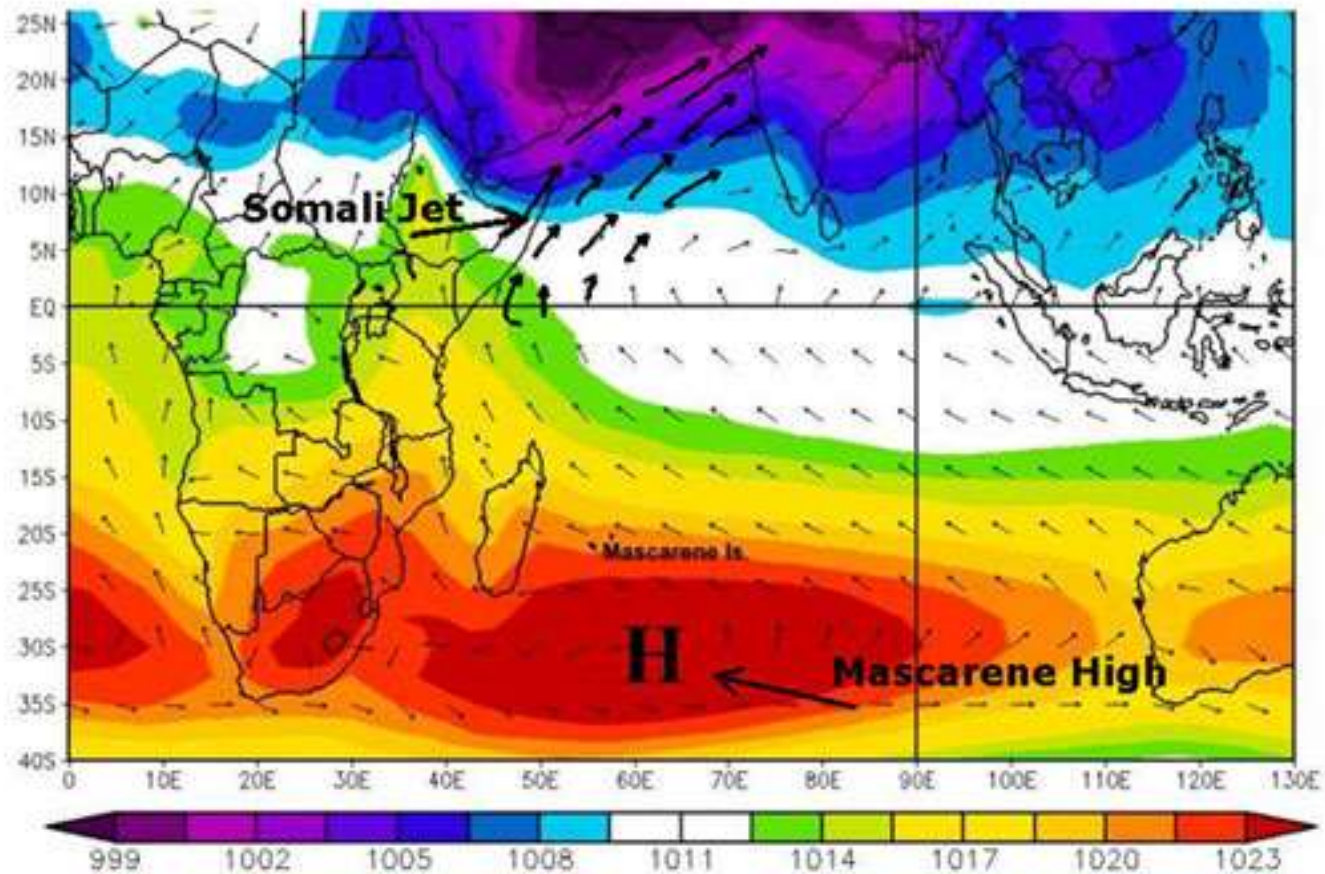 25N
20N
15N
10N
Somali Jet
5N
EQ
5S
10S
15S
20S
Mascarene Is.
25S
30S
H
Mascarene High
35S
40S
0 10E 20E 30E 40E 50E 60E 70E 80E 90E 100E 110E 120E 130E
999 1002 1005 1008 1011 1014 1017 1020 1023